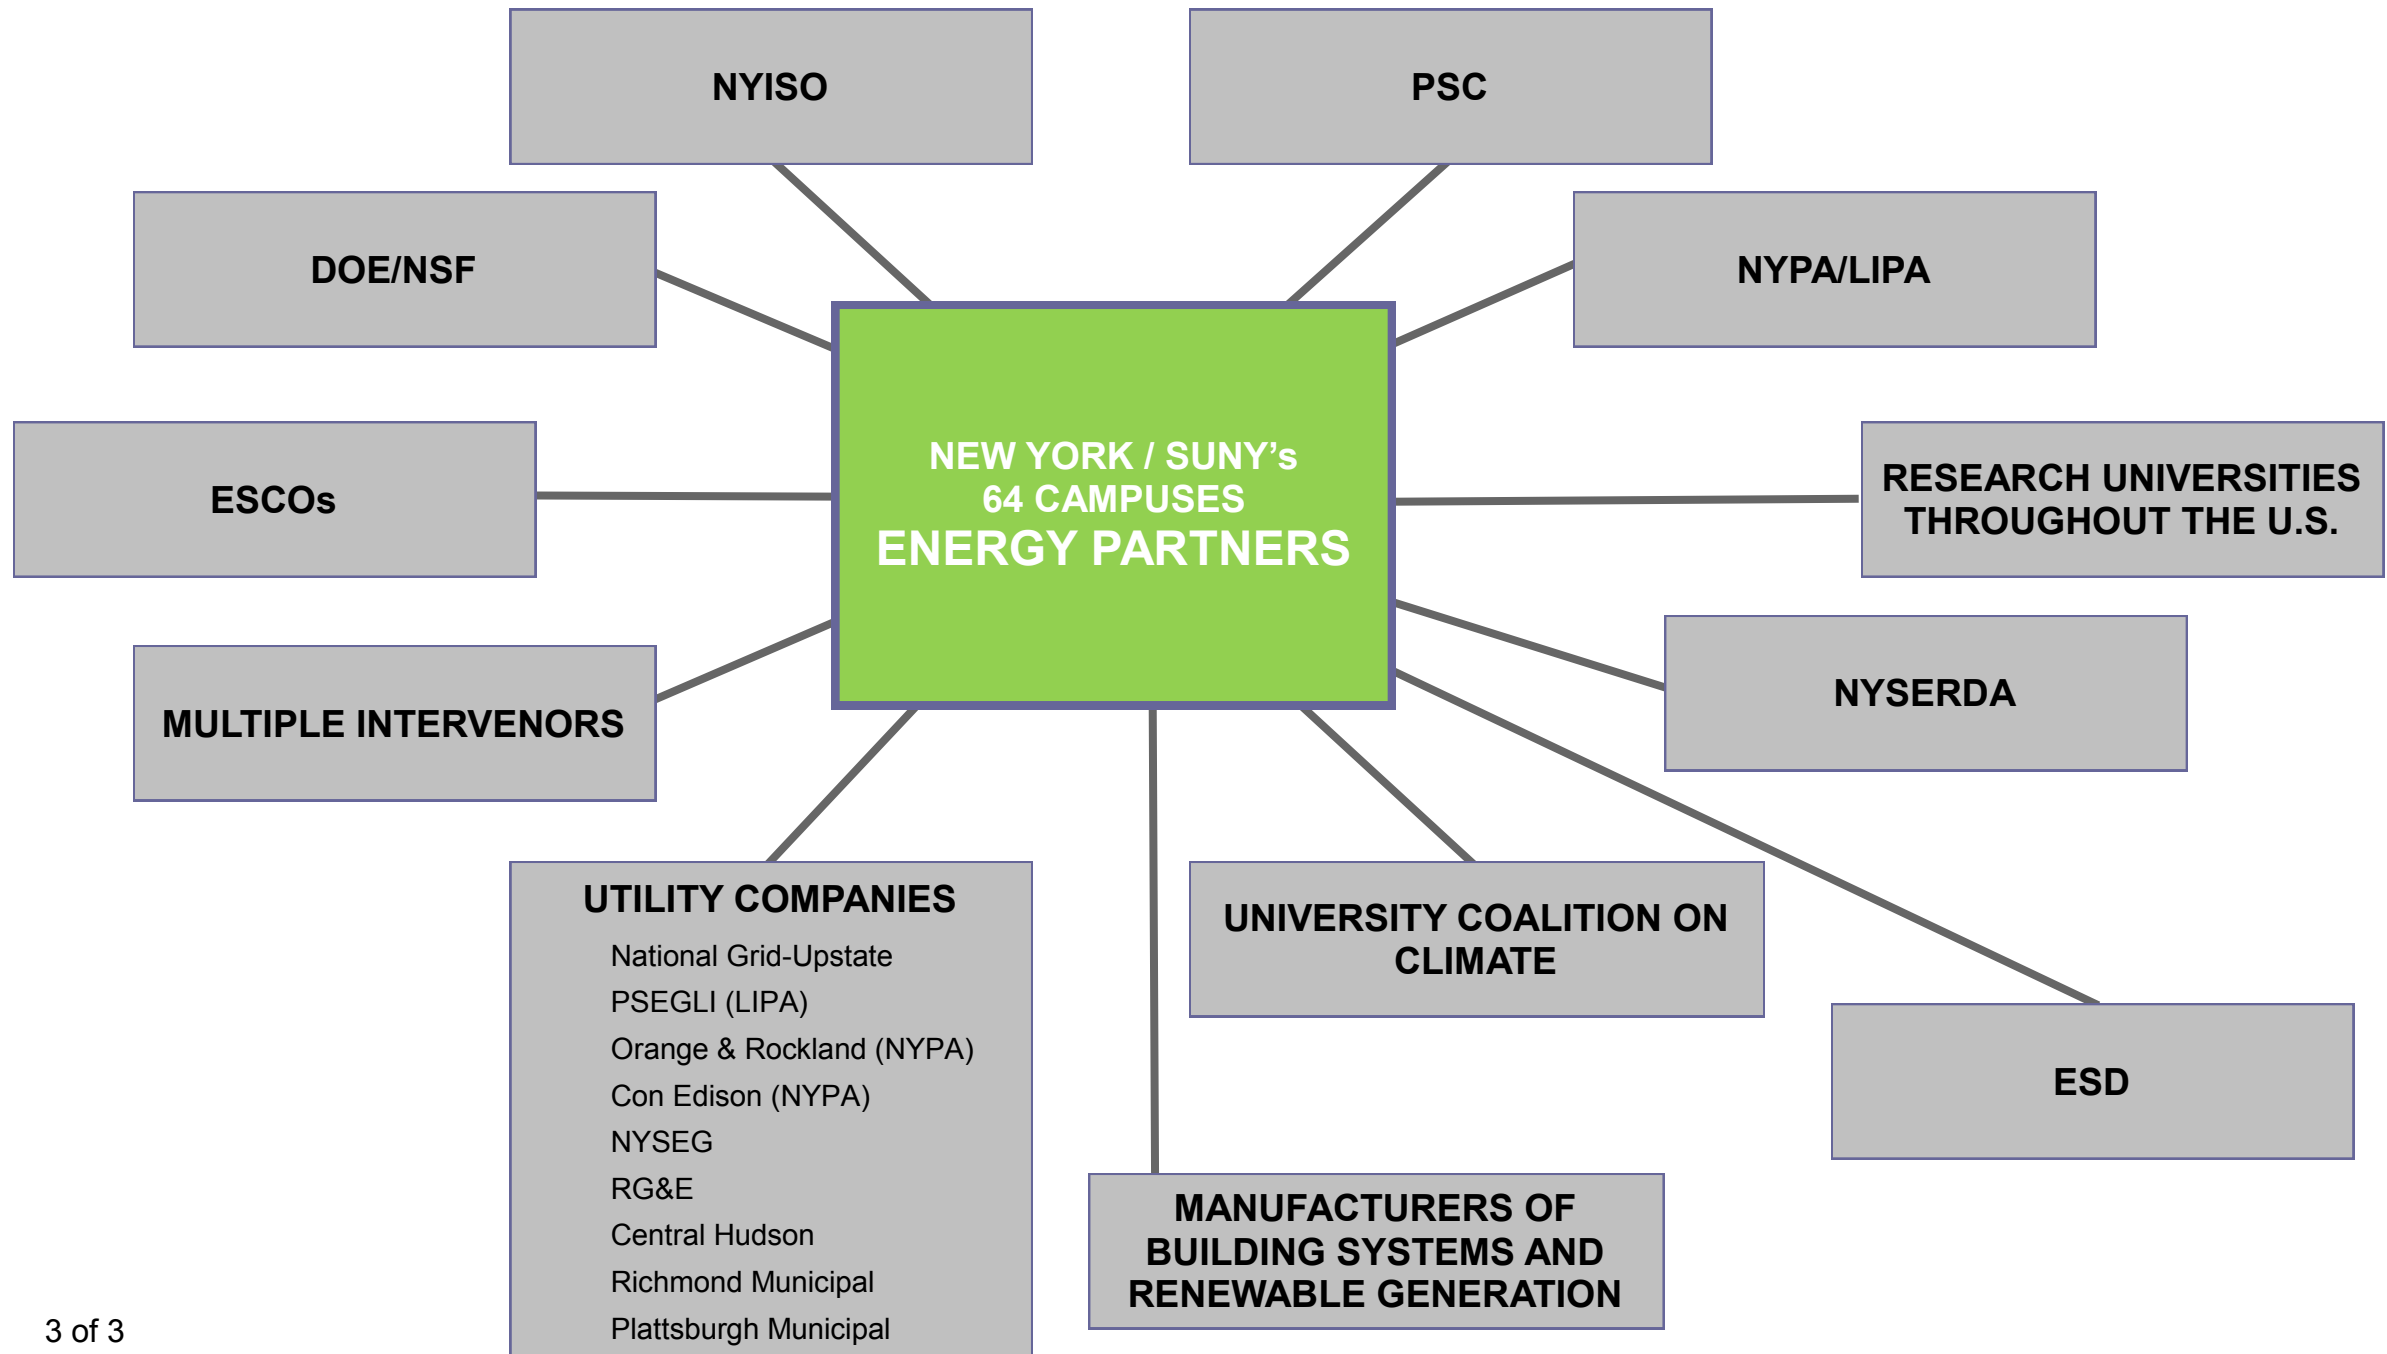 NYISO
PSC
DOE/NSF
NYPA/LIPA
NEW YORK / SUNY’s
64 CAMPUSES
ENERGY PARTNERS
ESCOs
RESEARCH UNIVERSITIES
THROUGHOUT THE U.S.
MULTIPLE INTERVENORS
NYSERDA
UTILITY COMPANIES
National Grid-Upstate
PSEGLI (LIPA)
Orange & Rockland (NYPA)
Con Edison (NYPA)
NYSEG
RG&E
Central Hudson
Richmond Municipal
Plattsburgh Municipal
UNIVERSITY COALITION ON
CLIMATE
ESD
MANUFACTURERS OF
BUILDING SYSTEMS AND
RENEWABLE GENERATION
3 of 3